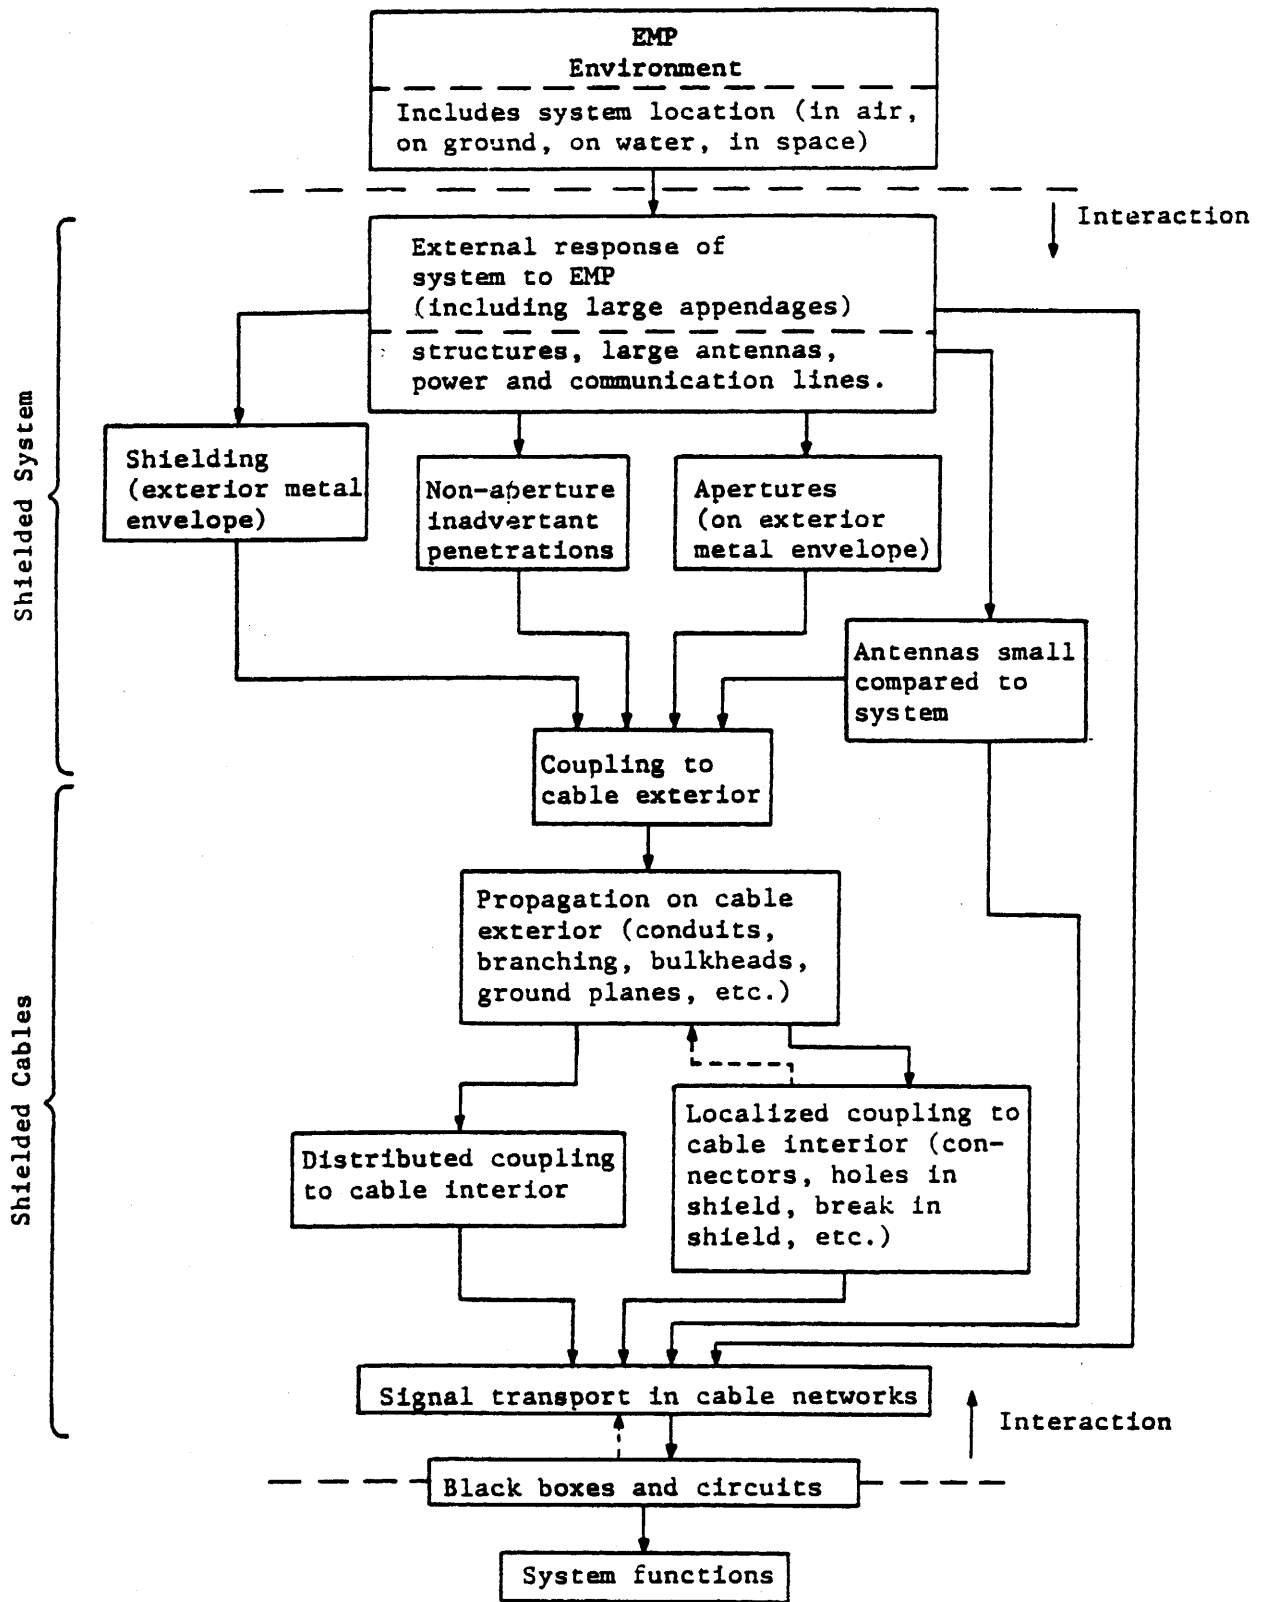 EMP
Environment
Includes system location (in air,
on ground, on water, in space)
Interaction
External response of
system to EMP
(including large appendages)
structures, large antennas,
power and communication lines.
Shielded System
Shielding
(exterior metal
envelope)
Non-aperture
inadvertant
penetrations
Apertures
(on exterior
metal envelope)
Antennas small
compared to
system
Coupling to
cable exterior
Propagation on cable
exterior (conduits,
branching, bulkheads,
ground planes, etc.)
Shielded Cables
Distributed coupling
to cable interior
Localized coupling to
cable interior (con-
nectors, holes in
shield, break in
shield, etc.)
Signal transport in cable networks
Interaction
Black boxes and circuits
System functions